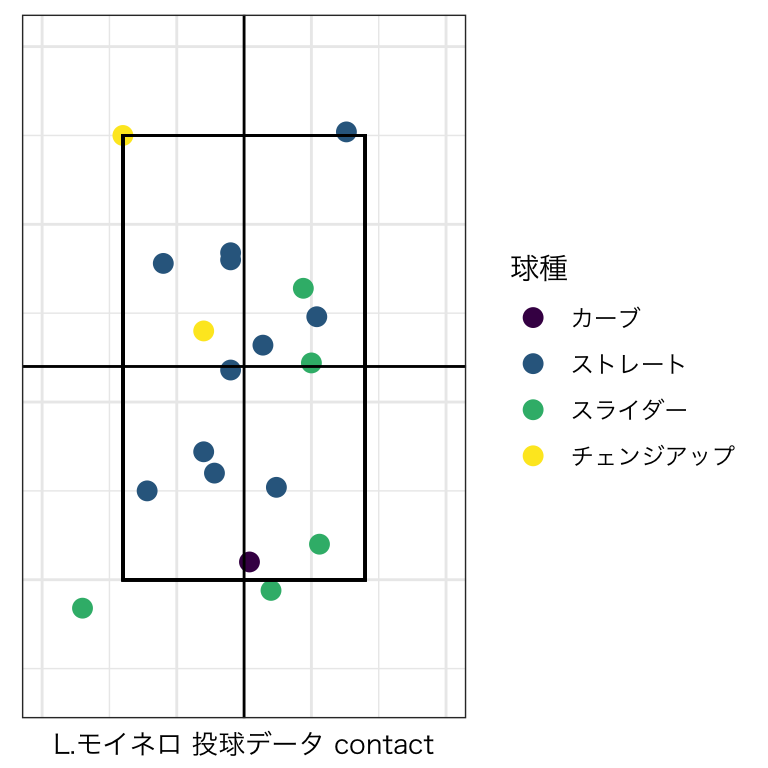 球種
カーブ
ストレート
スライダー
チェンジアップ
L.モイネロ 投球データ contact